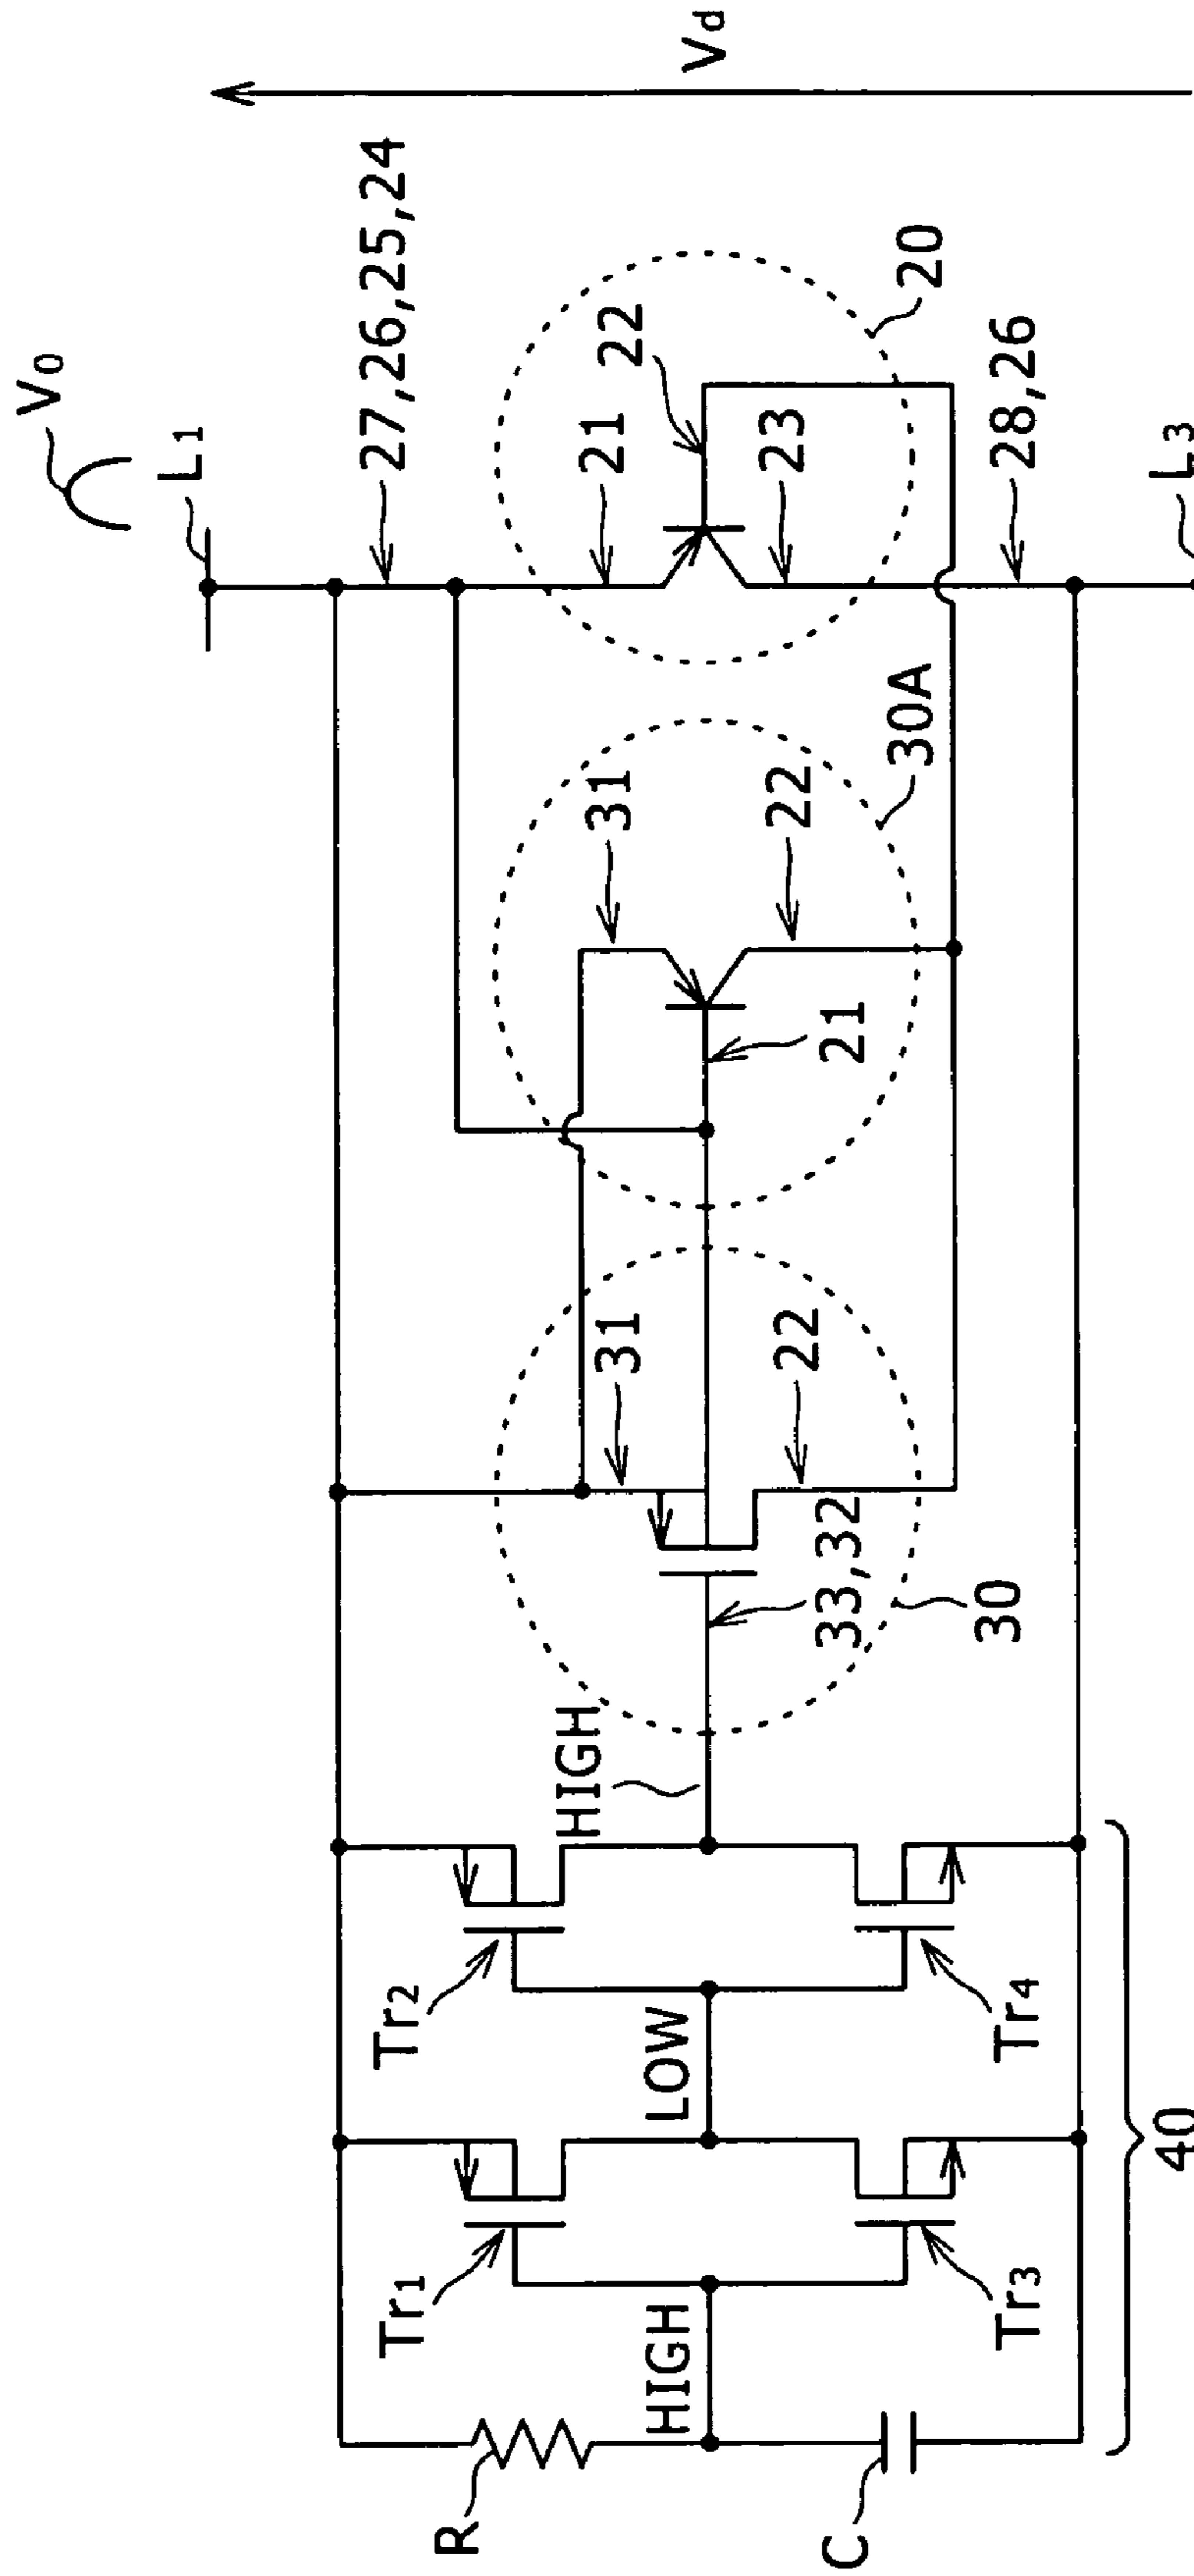 V0
L1
27,26,25,24
Vd
21
22
20
23
28,26
L3
31
30A
22
21
31
22
33,32
30
HIGH
Tr2
LOW
Tr4
Tr1
HIGH
Tr3
40
R
C